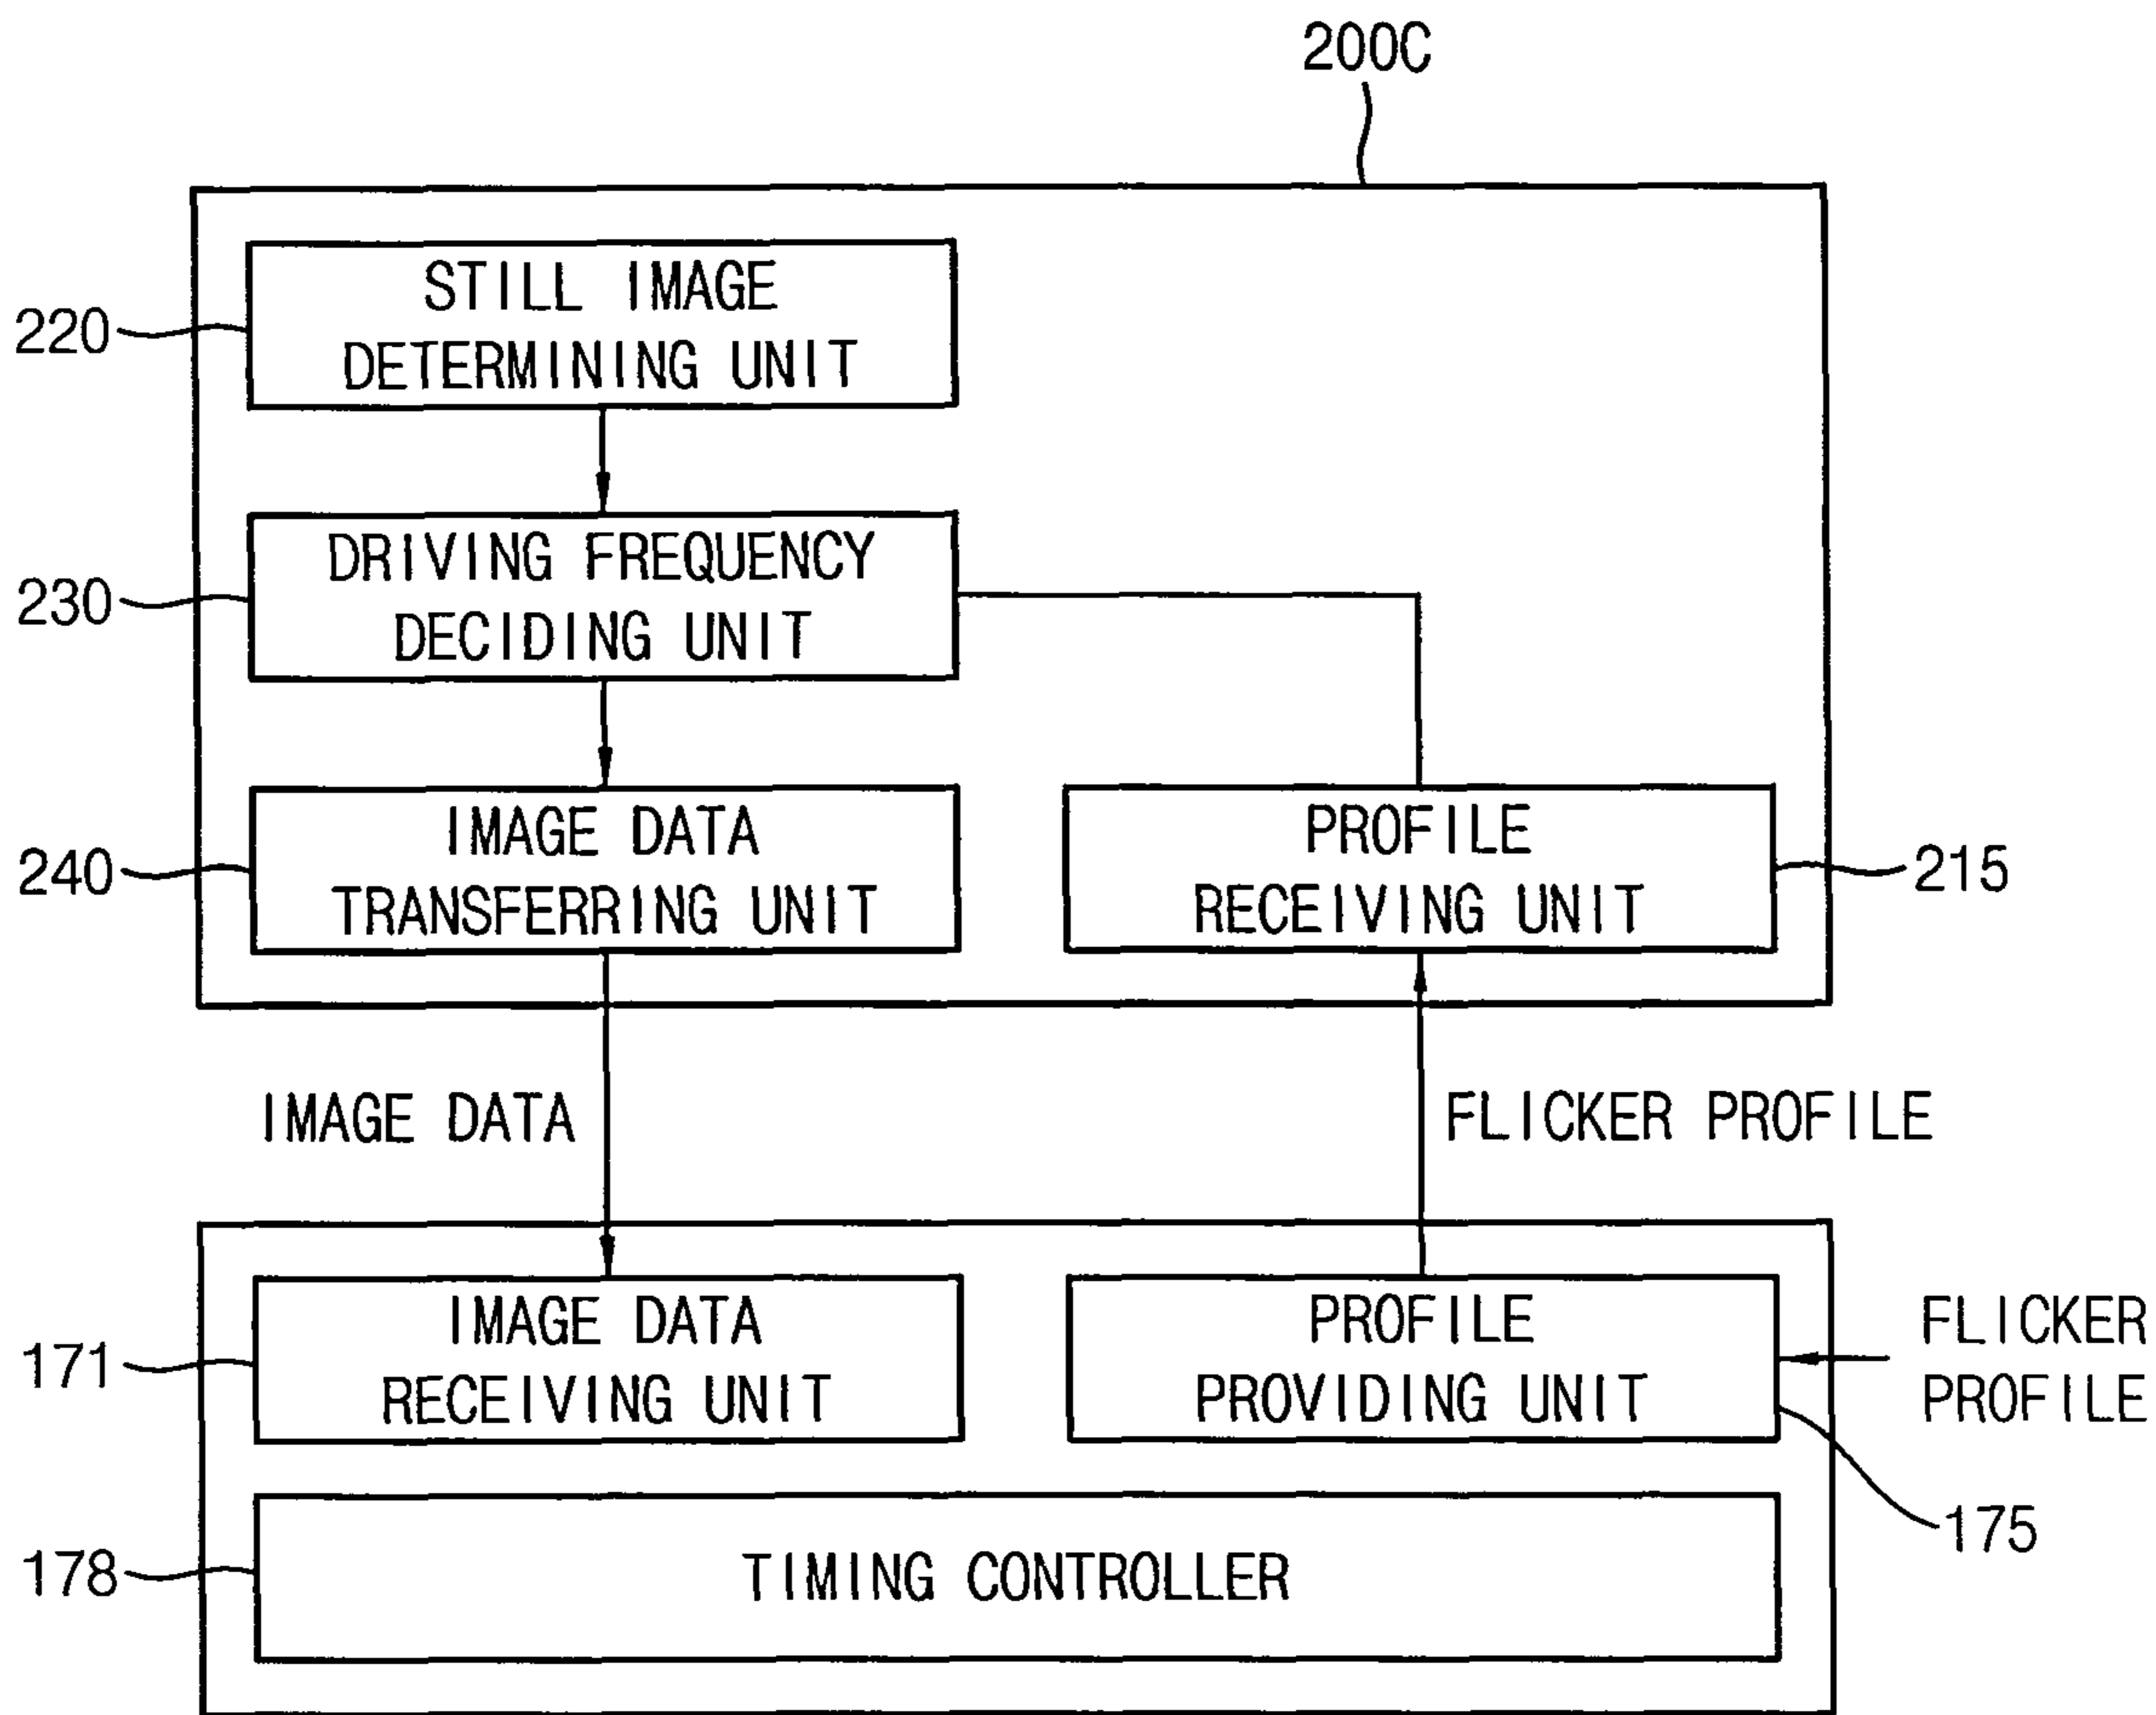 200C
STILL IMAGE
DETERMINING UNIT
220
DRIVING FREQUENCY
DECIDING UNIT
230
IMAGE DATA
TRANSFERRING UNIT
240
PROFILE
RECEIVING UNIT
215
IMAGE DATA
FLICKER PROFILE
IMAGE DATA
RECEIVING UNIT
171
PROFILE
PROVIDING UNIT
FLICKER
PROFILE
175
TIMING CONTROLLER
178